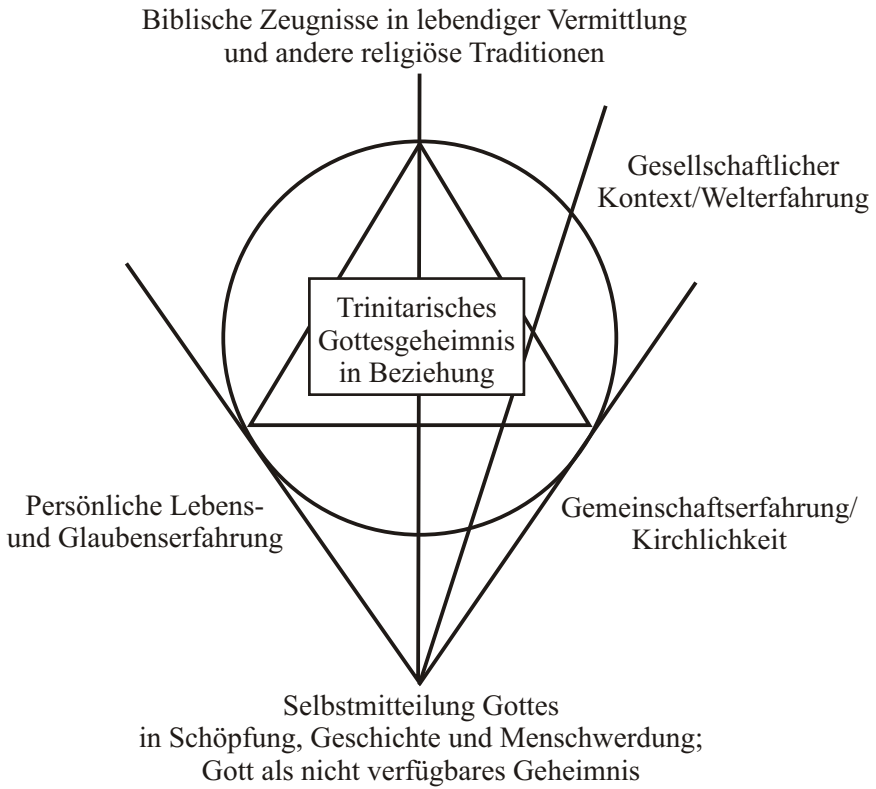 Biblische Zeugnisse in lebendiger Vermittlung
und andere religiöse Traditionen
Gesellschaftlicher
Kontext/Welterfahrung
Trinitarisches
Gottesgeheimnis
in Beziehung
Persönliche Lebens-
und Glaubenserfahrung
Gemeinschaftserfahrung/
Kirchlichkeit
Selbstmitteilung Gottes
in Schöpfung, Geschichte und Menschwerdung;
Gott als nicht verfügbares Geheimnis